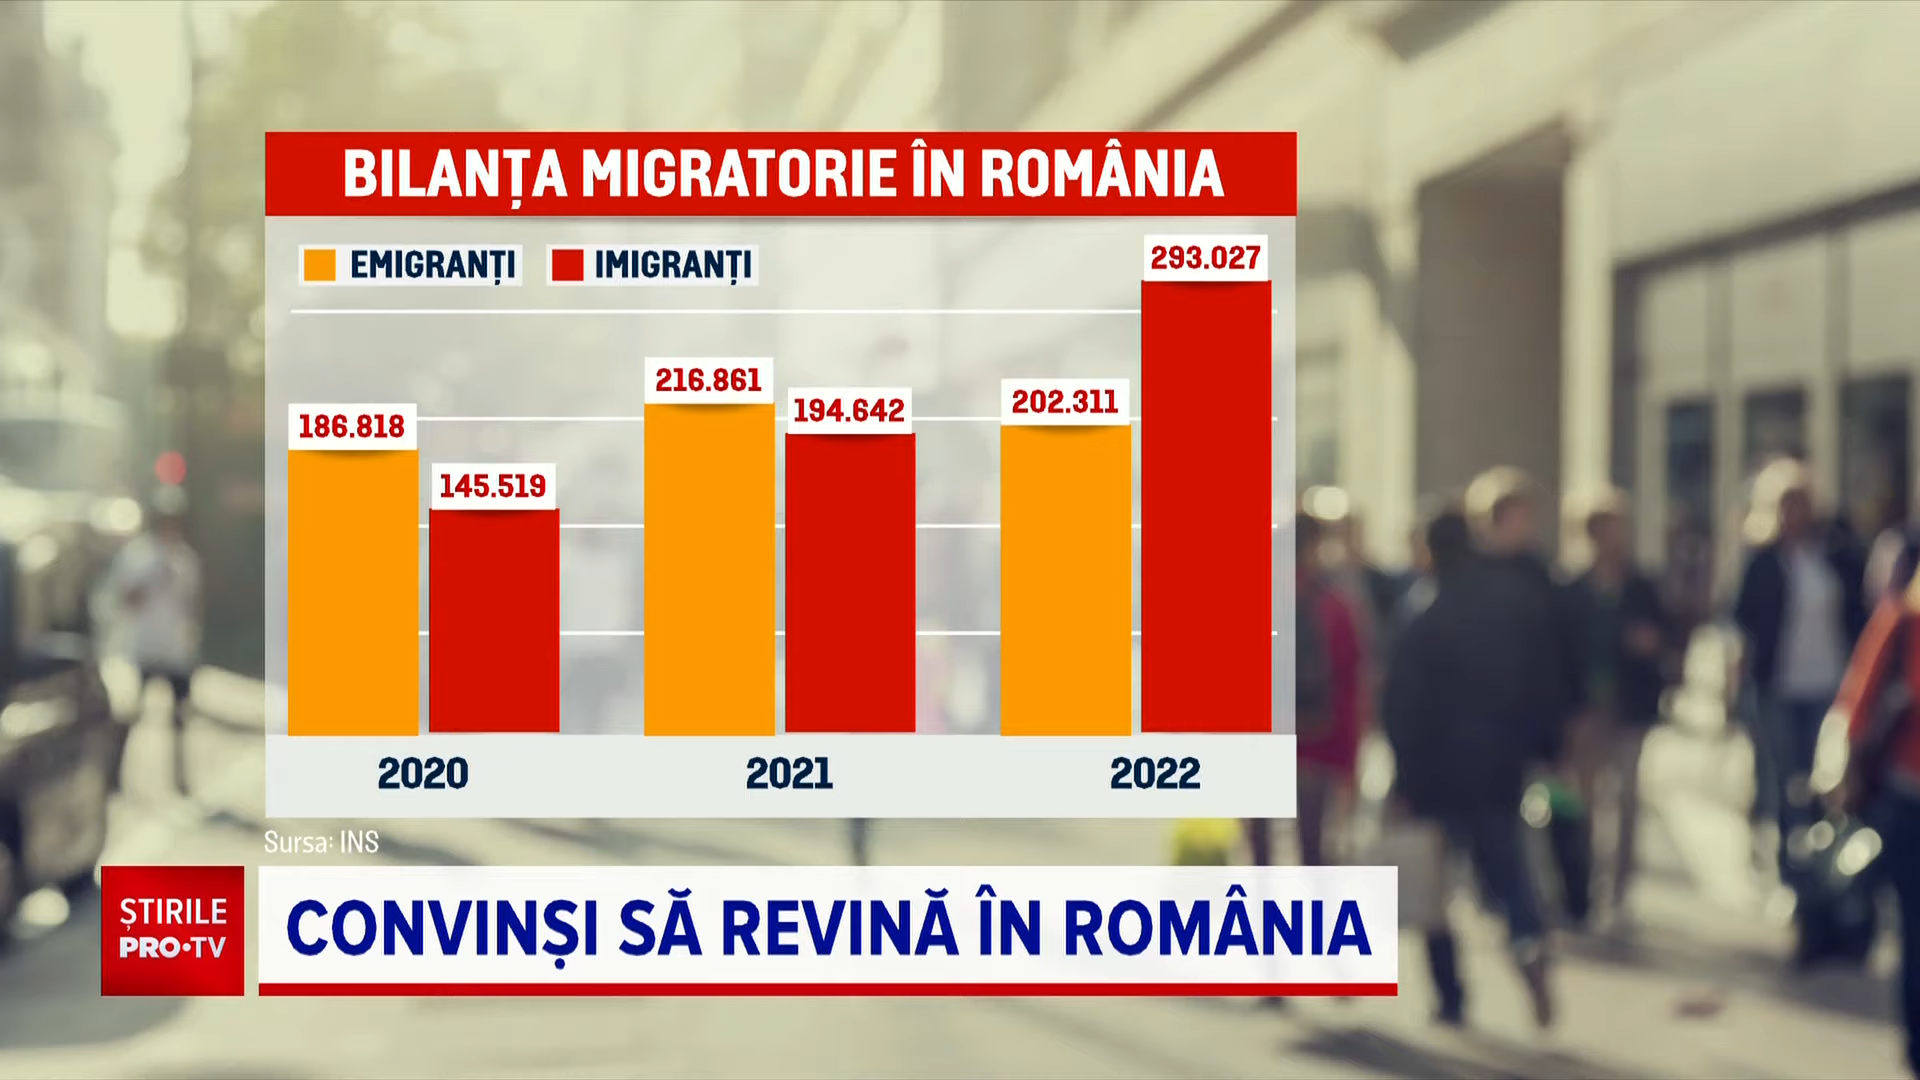 BILANȚA MIGRATORIE ÎN ROMÂNIA
EMIGRANȚI IMIGRANȚI
186.818 145.519 216.861 194.642 202.311 293.027
2020 2021 2022
Sursa: INS
ȘTIRILE
PRO•TV
CONVINȘI SĂ REVINĂ ÎN ROMÂNIA